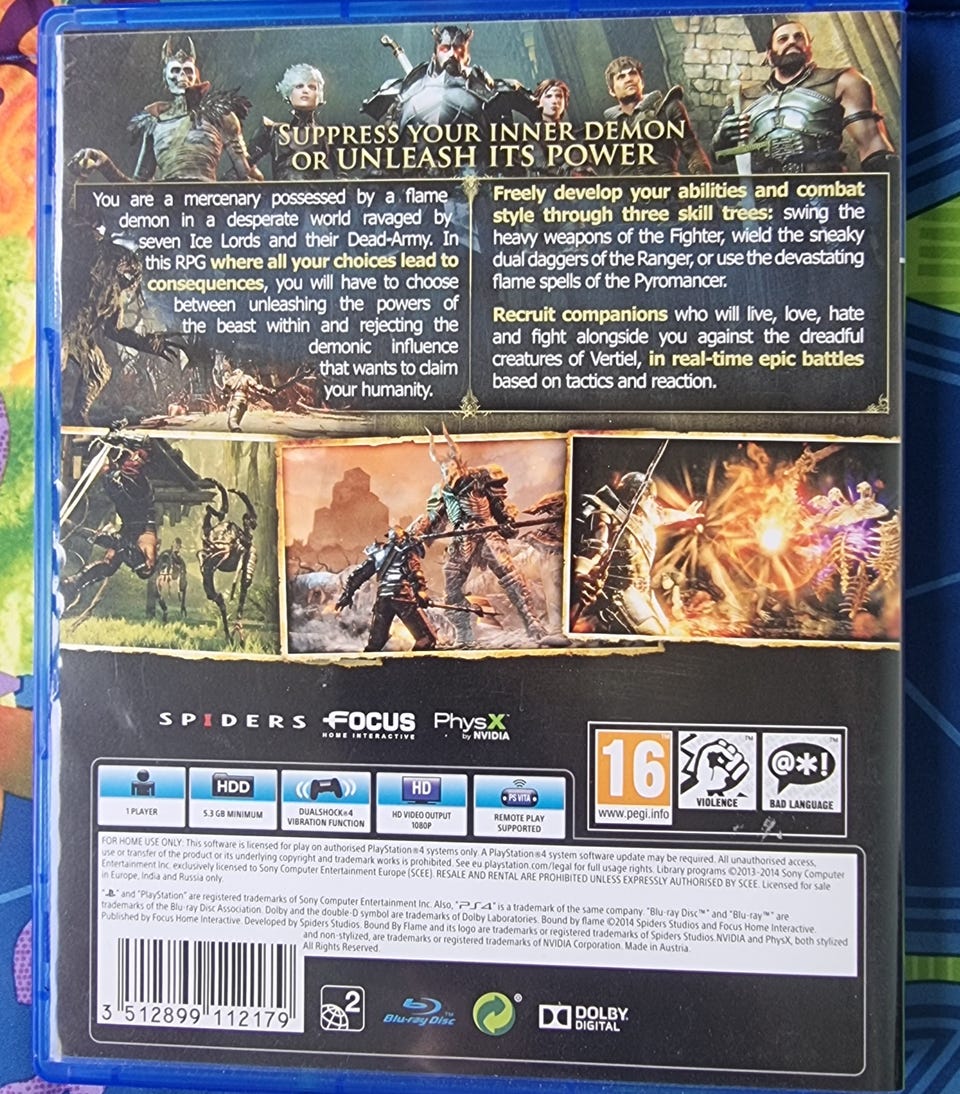 SUPPRESS YOUR INNER DEMON
OR UNLEASH ITS POWER
You are a mercenary possessed by a flame
demon in a desperate world ravaged by
seven Ice Lords and their Dead-Army. In
this RPG where all your choices lead to
consequences, you will have to choose
between unleashing the powers of
the beast within and rejecting the
demonic influence
that wants to claim
your humanity.
Freely develop your abilities and combat
style through three skill trees: swing the
heavy weapons of the Fighter, wield the sneaky
dual daggers of the Ranger, or use the devastating
flame spells of the Pyromancer.
Recruit companions who will live, love, hate
and fight alongside you against the dreadful
creatures of Vertiel, in real-time epic battles
based on tactics and reaction.
SPIDERS
FOCUS
HOME INTERACTIVE
PhysX™
by NVIDIA
16
www.pegi.info
VIOLENCE
@*!
BAD LANGUAGE
1 PLAYER
HDD
5.3 GB MINIMUM
DUALSHOCK®4
VIBRATION FUNCTION
HD
HD VIDEO OUTPUT
1080P
PS VITA
REMOTE PLAY
SUPPORTED
FOR HOME USE ONLY: This software is licensed for play on authorised PlayStation®4 systems only. A PlayStation®4 system software update may be required. All unauthorised access,
use or transfer of the product or its underlying copyright and trademark works is prohibited. See eu.playstation.com/legal for full usage rights. Library programs ©2013-2014 Sony Computer
Entertainment Inc. exclusively licensed to Sony Computer Entertainment Europe (SCEE). RESALE AND RENTAL ARE PROHIBITED UNLESS EXPRESSLY AUTHORISED BY SCEE. Licensed for sale
in Europe, India and Russia only.
" " and "PlayStation" are registered trademarks of Sony Computer Entertainment Inc. Also, "PS4" is a trademark of the same company. "Blu-ray Disc™" and "Blu-ray™" are
trademarks of the Blu-ray Disc Association. Dolby and the double-D symbol are trademarks of Dolby Laboratories. Bound by flame ©2014 Spiders Studios and Focus Home Interactive.
Published by Focus Home Interactive. Developed by Spiders Studios. Bound By Flame and its logo are trademarks or registered trademarks of Spiders Studios.NVIDIA and PhysX, both stylized
and non-stylized, are trademarks or registered trademarks of NVIDIA Corporation. Made in Austria.
All Rights Reserved.
3 512899 112179
2
Blu-ray Disc™
®
DOLBY
DIGITAL